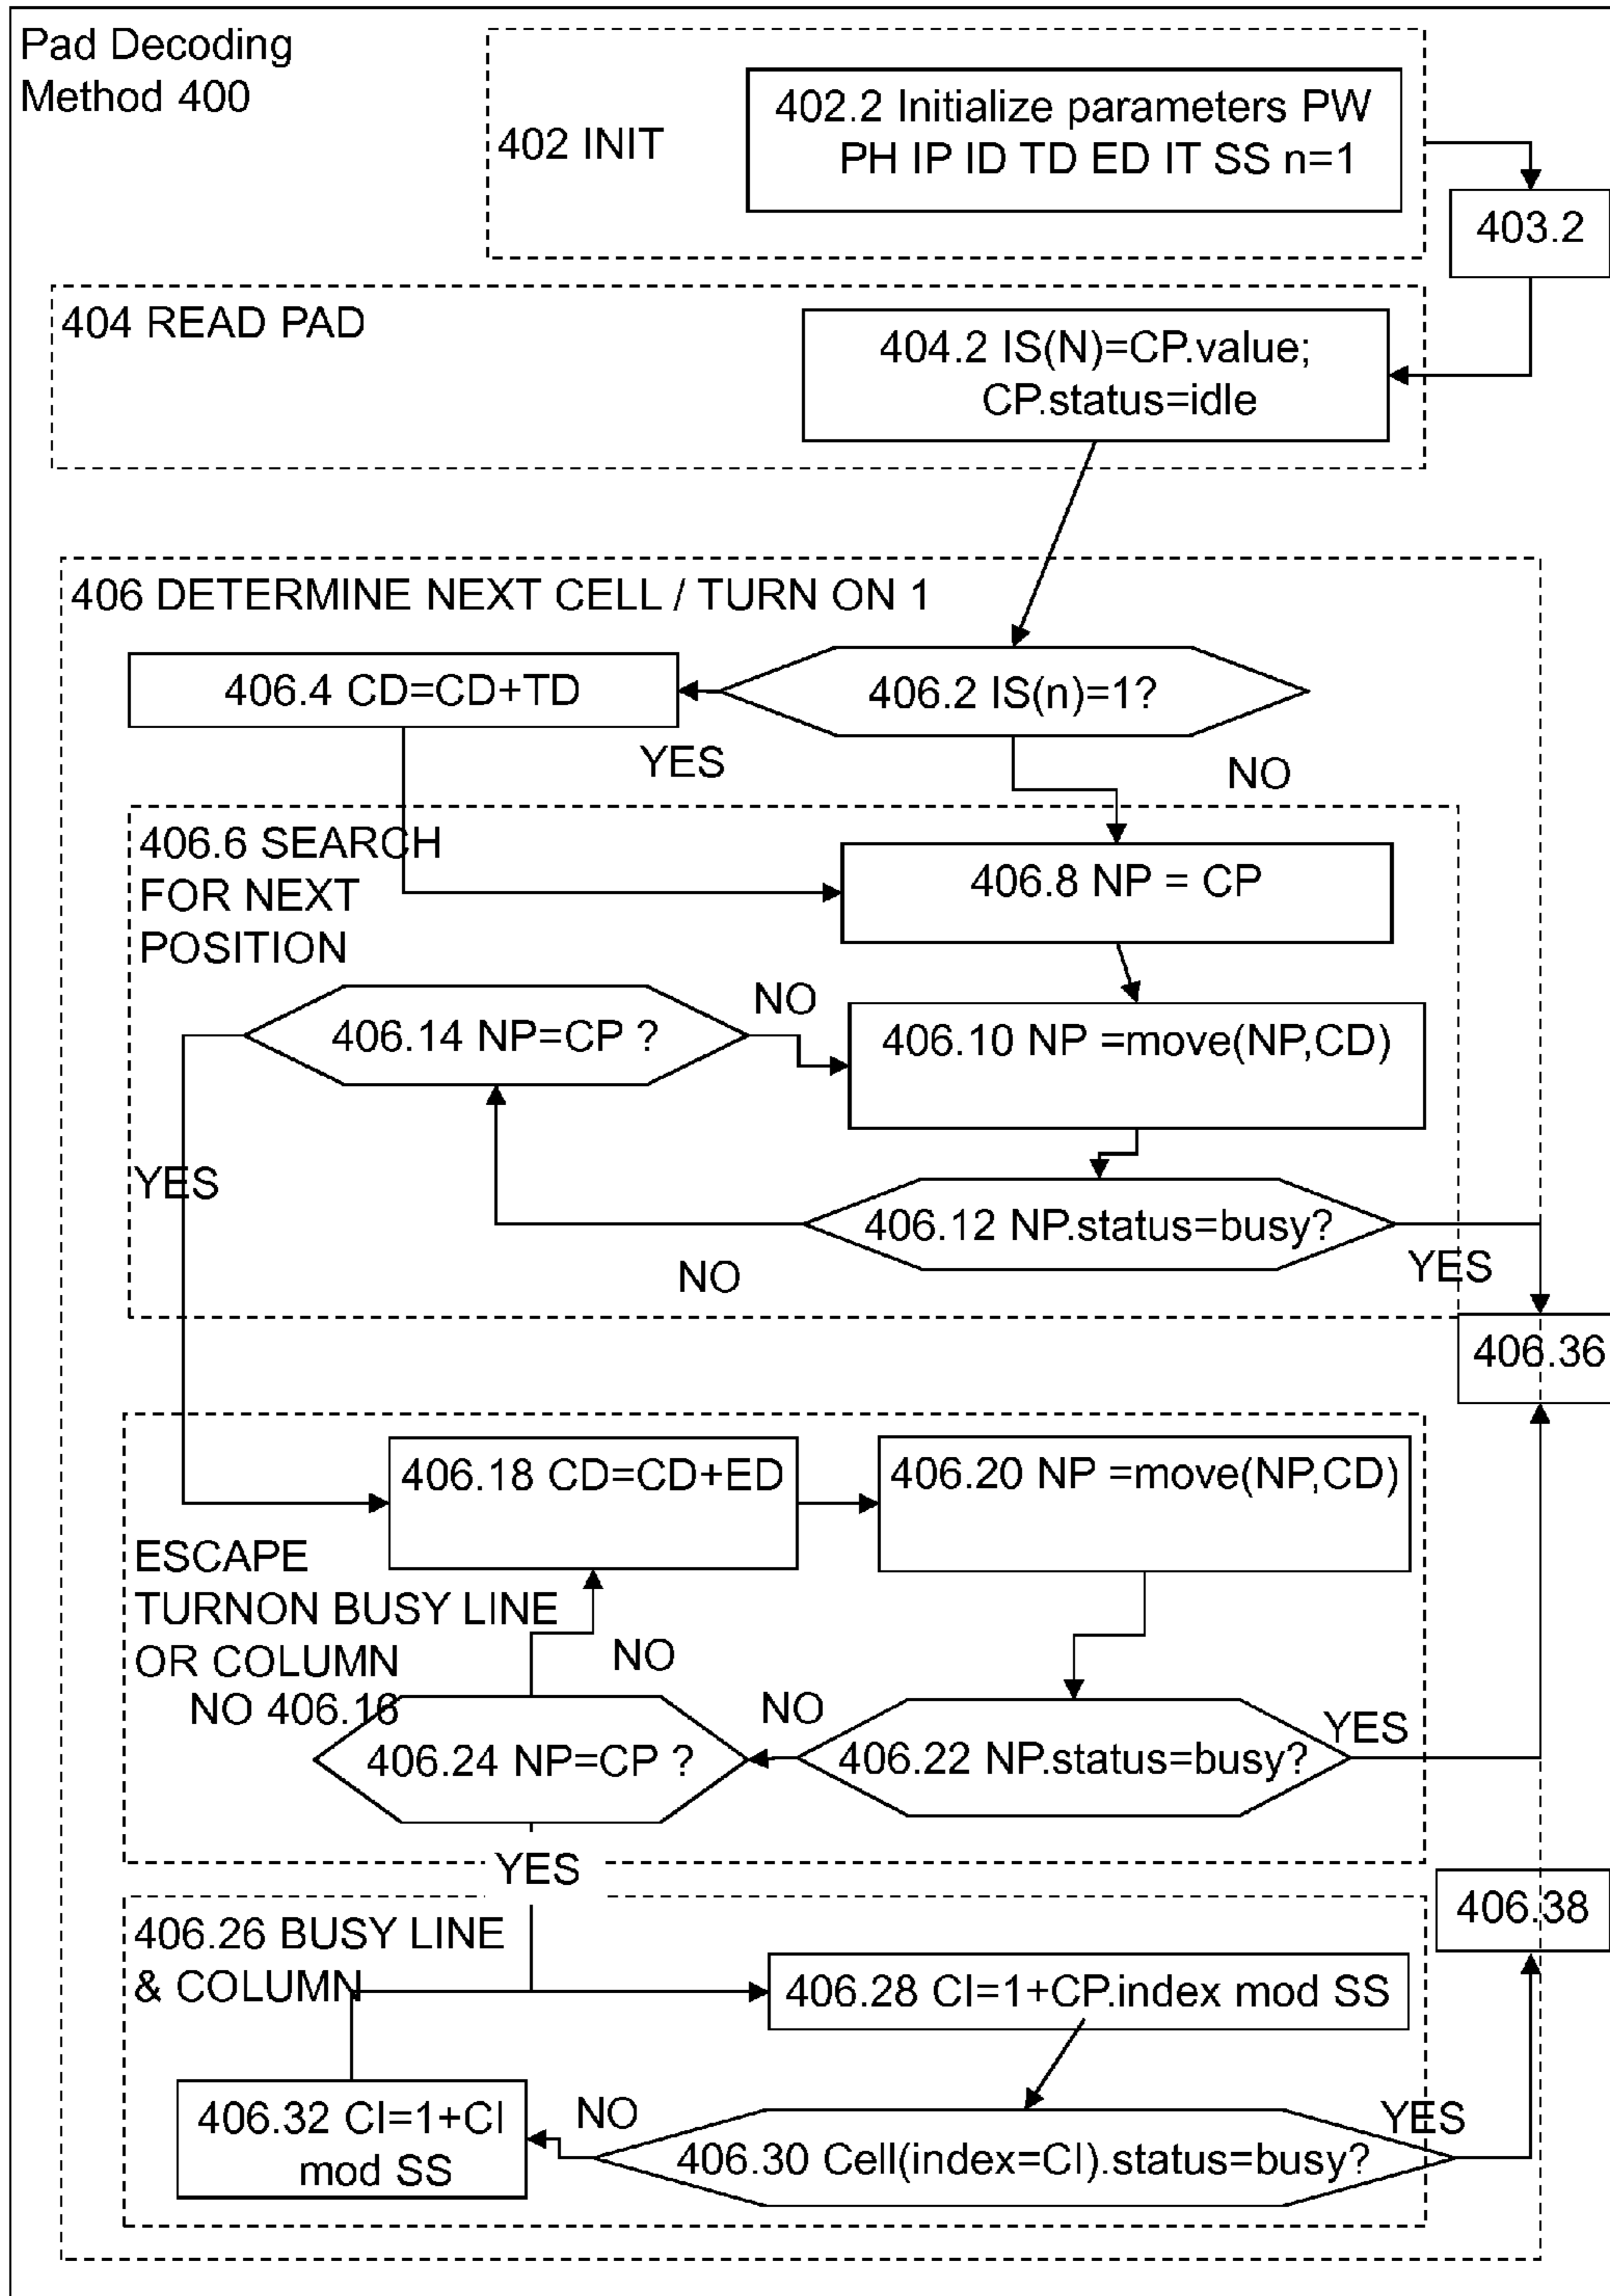 Pad Decoding
Method 400
402 INIT
402.2 Initialize parameters PW
PH IP ID TD ED IT SS n=1
403.2
404 READ PAD
404.2 IS(N)=CP.value;
CP.status=idle
406 DETERMINE NEXT CELL / TURN ON 1
406.4 CD=CD+TD
406.2 IS(n)=1?
YES
NO
406.6 SEARCH
FOR NEXT
POSITION
406.8 NP = CP
406.14 NP=CP ?
NO
406.10 NP =move(NP,CD)
YES
406.12 NP.status=busy?
NO
YES
406.36
406.18 CD=CD+ED
406.20 NP =move(NP,CD)
ESCAPE
TURNON BUSY LINE
OR COLUMN
NO 406.16
NO
406.24 NP=CP ?
NO
406.22 NP.status=busy?
YES
YES
406.38
406.26 BUSY LINE
& COLUMN
406.28 CI=1+CP.index mod SS
406.32 CI=1+CI
mod SS
NO
406.30 Cell(index=CI).status=busy?
YES